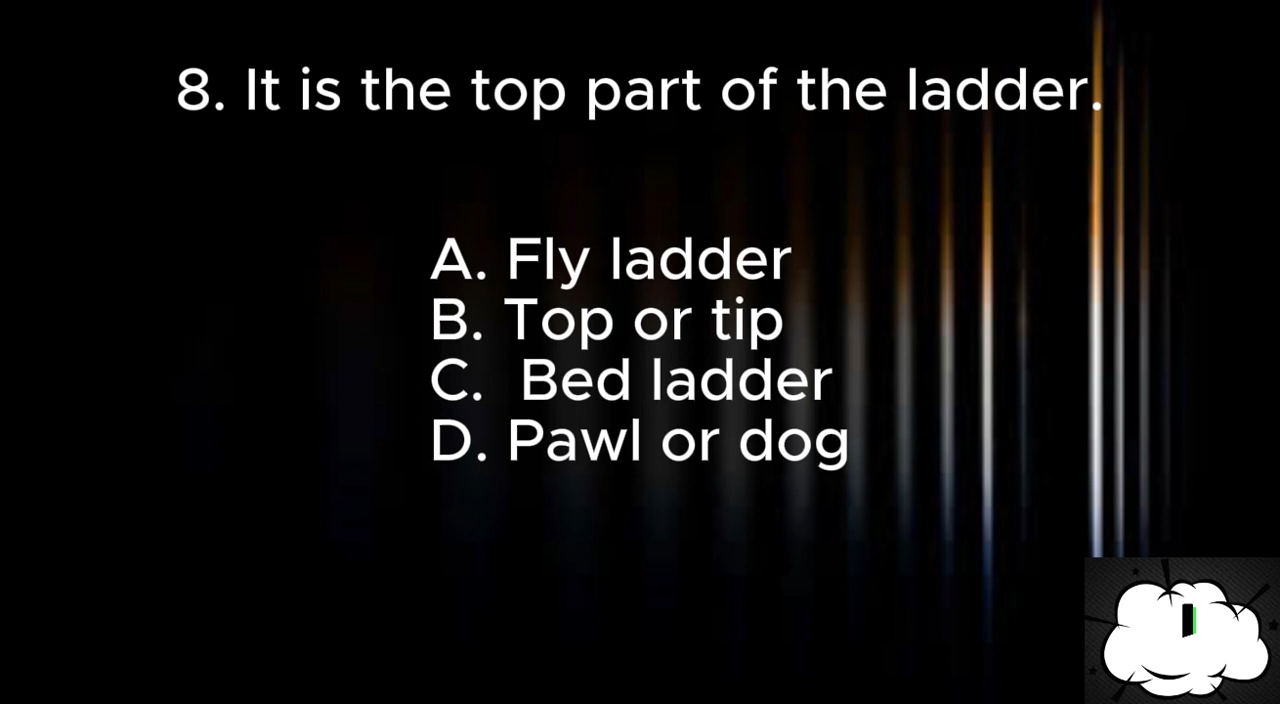 8. It is the top part of the ladder.
A. Fly ladder
B. Top or tip
C. Bed ladder
D. Pawl or dog